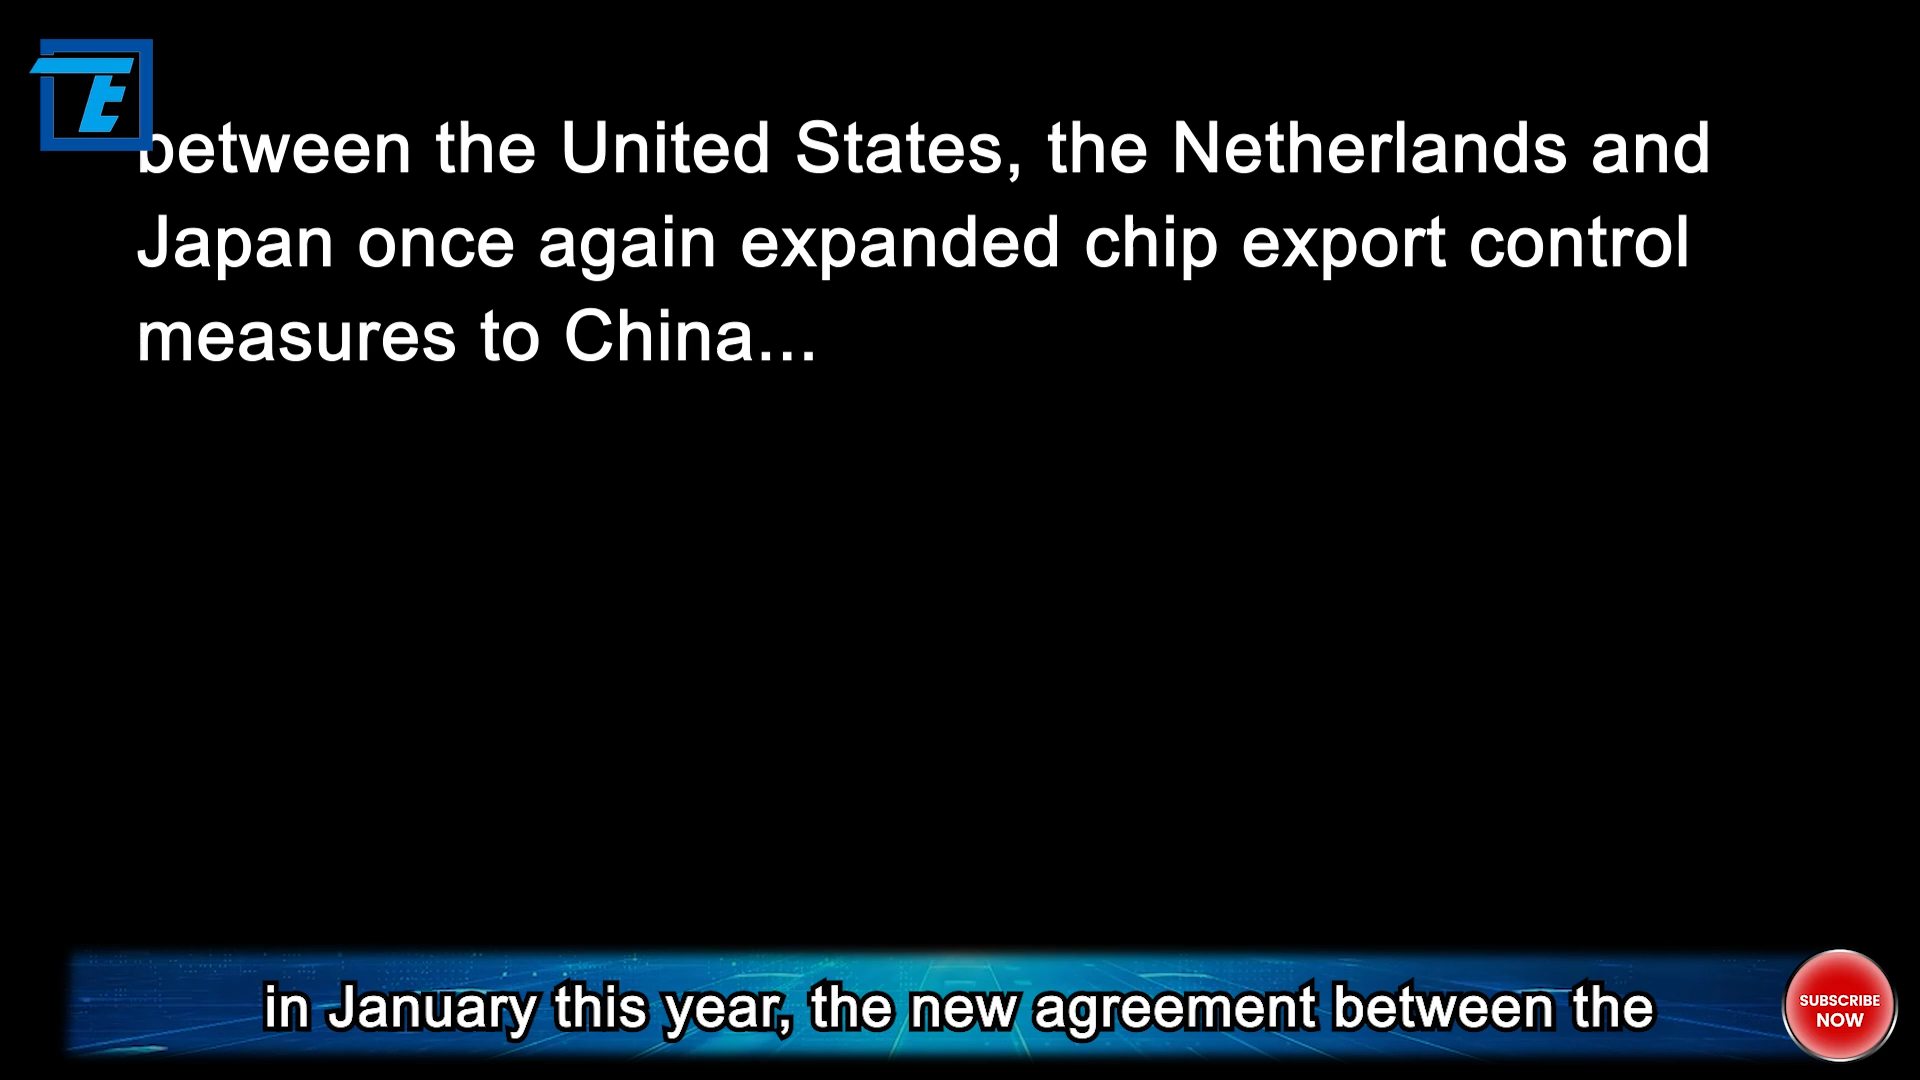 TE
between the United States, the Netherlands and
Japan once again expanded chip export control
measures to China...
in January this year, the new agreement between the
SUBSCRIBE
NOW